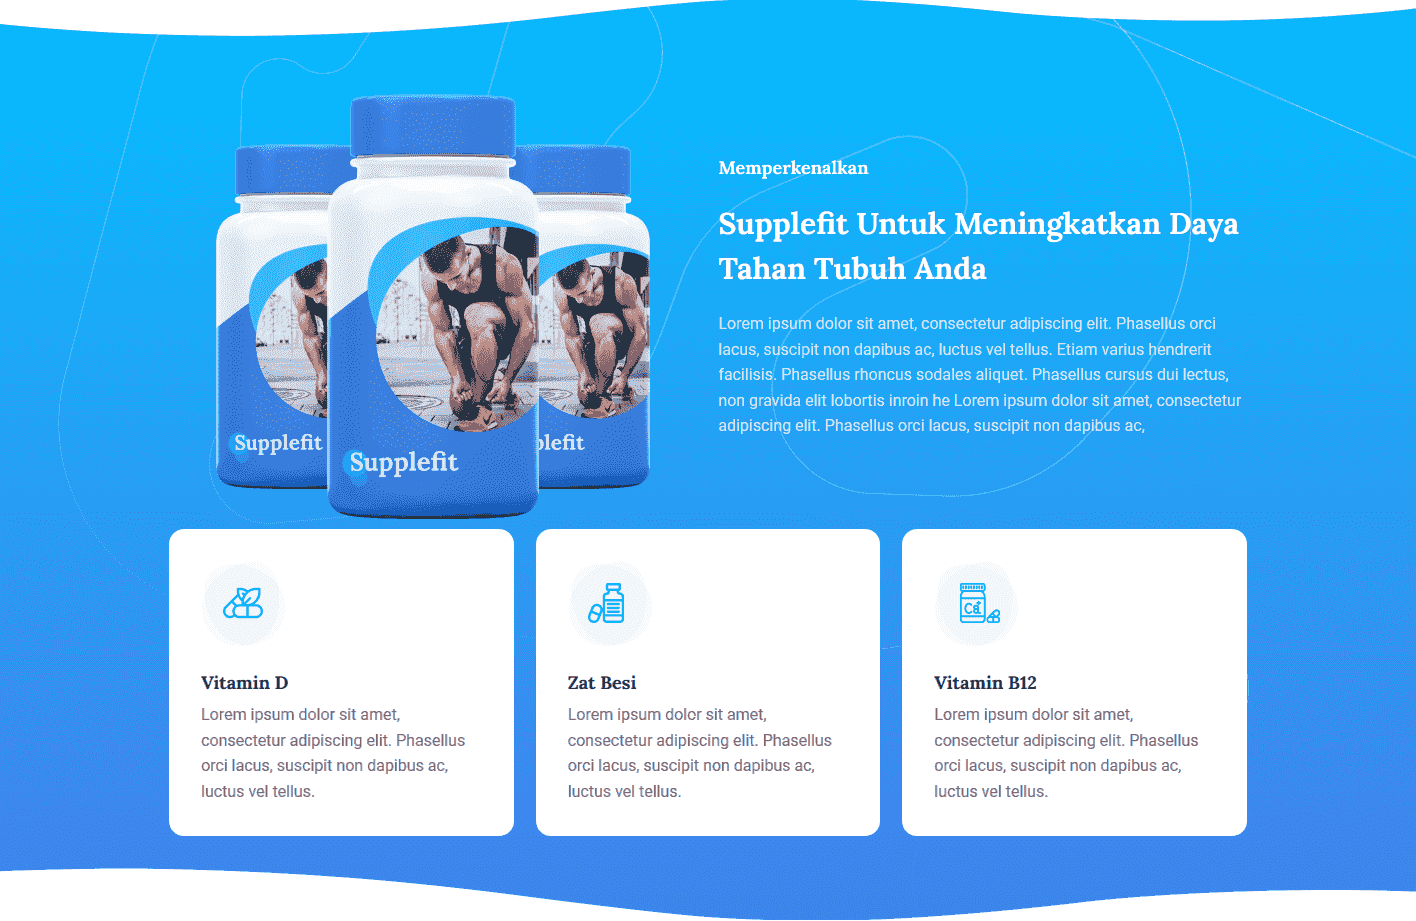 Memperkenalkan
Supplefit Untuk Meningkatkan Daya
Tahan Tubuh Anda
Lorem ipsum dolor sit amet, consectetur adipiscing elit. Phasellus orci
lacus, suscipit non dapibus ac, luctus vel tellus. Etiam varius hendrerit
facilisis. Phasellus rhoncus sodales aliquet. Phasellus cursus dui lectus,
non gravida elit lobortis inroin he Lorem ipsum dolor sit amet, consectetur
adipiscing elit. Phasellus orci lacus, suscipit non dapibus ac,
Supplefit
Supplefit
plefit
Vitamin D
Lorem ipsum dolor sit amet,
consectetur adipiscing elit. Phasellus
orci lacus, suscipit non dapibus ac,
luctus vel tellus.
Zat Besi
Lorem ipsum dolor sit amet,
consectetur adipiscing elit. Phasellus
orci lacus, suscipit non dapibus ac,
luctus vel tellus.
Ca
Vitamin B12
Lorem ipsum dolor sit amet,
consectetur adipiscing elit. Phasellus
orci lacus, suscipit non dapibus ac,
luctus vel tellus.